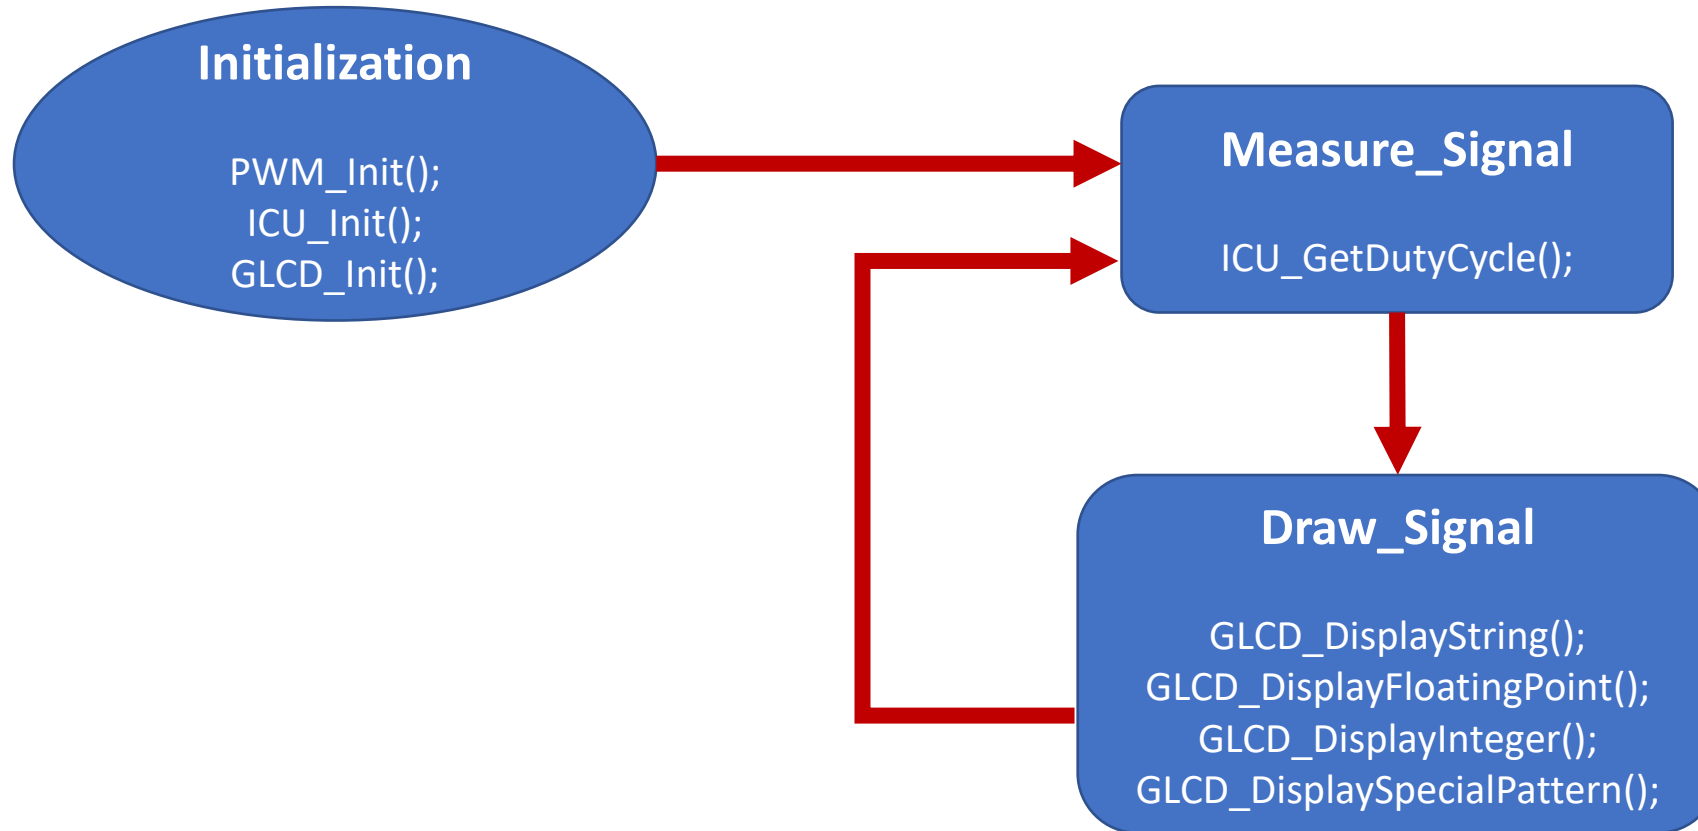 Initialization
PWM_Init();
ICU_Init();
GLCD_Init();
Measure_Signal
ICU_GetDutyCycle();
Draw_Signal
GLCD_DisplayString();
GLCD_DisplayFloatingPoint();
GLCD_DisplayInteger();
GLCD_DisplaySpecialPattern();